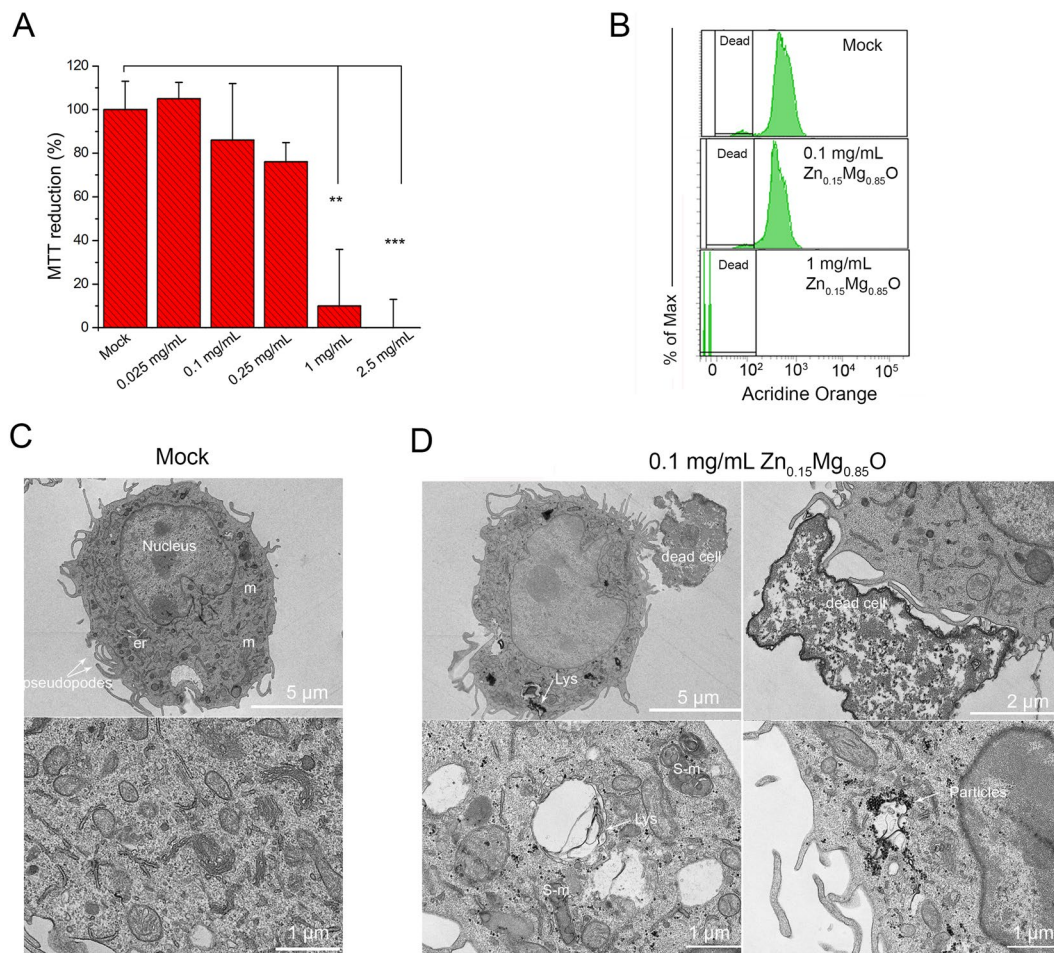 A
MTT reduction (%)
120
100
80
60
40
20
10
0
**
***
Mock
0.025 mg/mL
0.1 mg/mL
0.25 mg/mL
1 mg/mL
2.5 mg/mL
B
% of Max
Dead
Mock
Dead
0.1 mg/mL
Zn0.15Mg0.85O
Dead
1 mg/mL
Zn0.15Mg0.85O
0 10² 10³ 10⁴ 10⁵
Acridine Orange
C
Mock
Nucleus
m
er
m
pseudopodes
5 µm
1 µm
D
0.1 mg/mL Zn0.15Mg0.85O
dead cell
Lys
5 µm
dead cell
2 µm
S-m
Lys
S-m
1 µm
Particles
1 µm